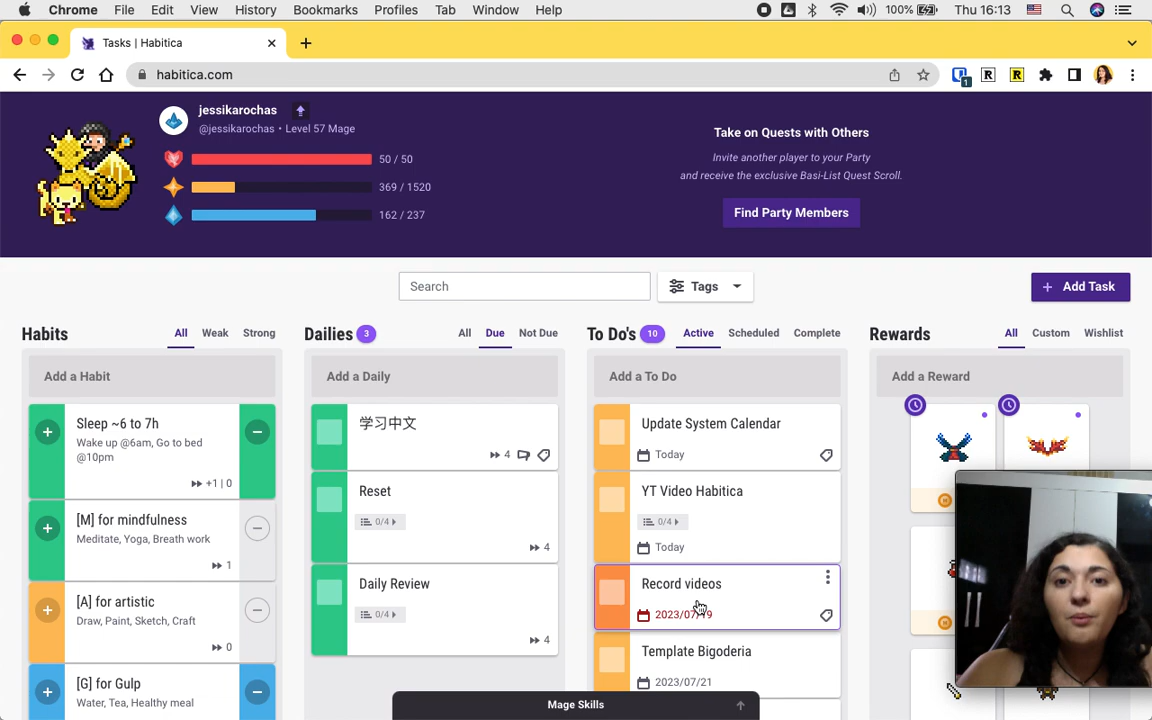 Chrome File Edit View History Bookmarks Profiles Tab Window Help 100% Thu 16:13
Tasks | Habitica
habitica.com
1
jessikarochas
@jessikarochas • Level 57 Mage
50 / 50
369 / 1520
162 / 237
Take on Quests with Others
Invite another player to your Party
and receive the exclusive Basi-List Quest Scroll.
Find Party Members
Search
Tags
+ Add Task
Habits
All Weak Strong
Add a Habit
Sleep ~6 to 7h
Wake up @6am, Go to bed
@10pm
+1 | 0
[M] for mindfulness
Meditate, Yoga, Breath work
1
[A] for artistic
Draw, Paint, Sketch, Craft
0
[G] for Gulp
Water, Tea, Healthy meal
Dailies 3
All Due Not Due
Add a Daily
学习中文
4
Reset
0/4
4
Daily Review
0/4
4
To Do's 10
Active Scheduled Complete
Add a To Do
Update System Calendar
Today
YT Video Habitica
0/4
Today
Record videos
Template Bigoderia
2023/07/21
Rewards
All Custom Wishlist
Add a Reward
Mage Skills